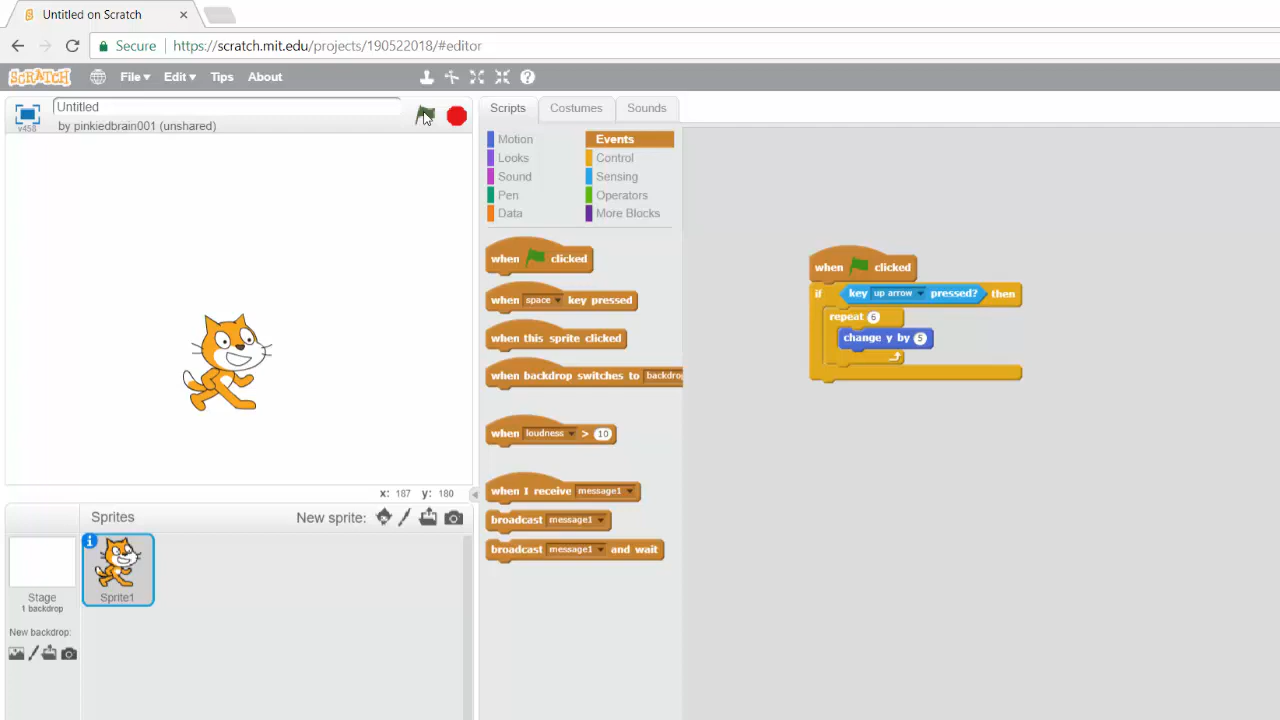 Untitled on Scratch
Secure https://scratch.mit.edu/projects/190522018/#editor
SCRATCH File Edit Tips About
Untitled
v458 by pinkiedbrain001 (unshared)
Scripts Costumes Sounds
Motion Events
Looks Control
Sound Sensing
Pen Operators
Data More Blocks
when clicked
when space key pressed
when this sprite clicked
when backdrop switches to backdro
when loudness > 10
when I receive message1
broadcast message1
broadcast message1 and wait
when clicked
if key up arrow pressed? then
repeat 6
change y by 5
x: 187 y: 180
Sprites New sprite:
Stage
1 backdrop
New backdrop:
Sprite1